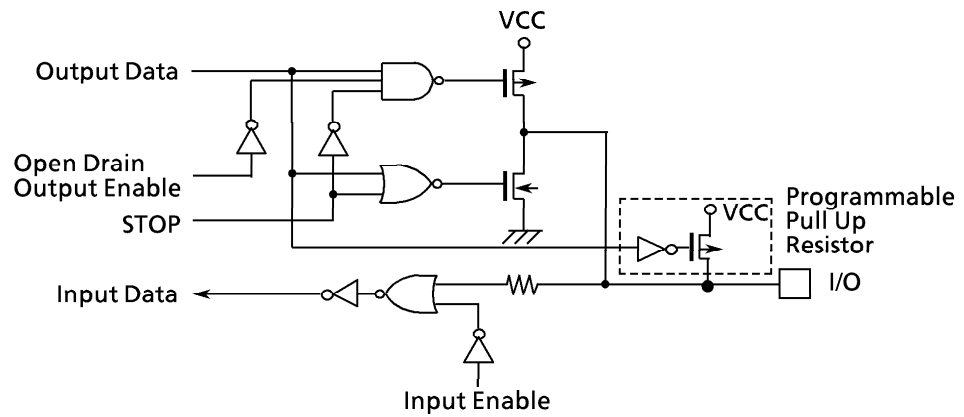 VCC
Output Data
Open Drain
Output Enable
STOP
Programmable
Pull Up
Resistor
VCC
Input Data
I/O
Input Enable